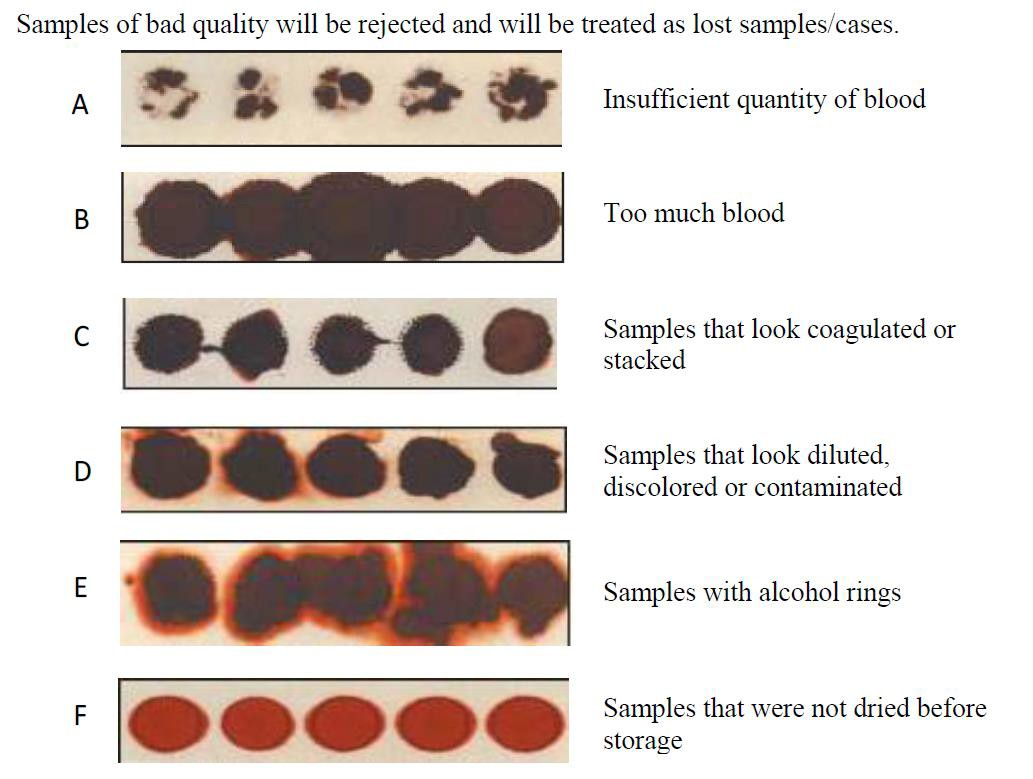 Samples of bad quality will be rejected and will be treated as lost samples/cases.
A
Insufficient quantity of blood
B
Too much blood
C
Samples that look coagulated or
stacked
D
Samples that look diluted,
discolored or contaminated
E
Samples with alcohol rings
F
Samples that were not dried before
storage